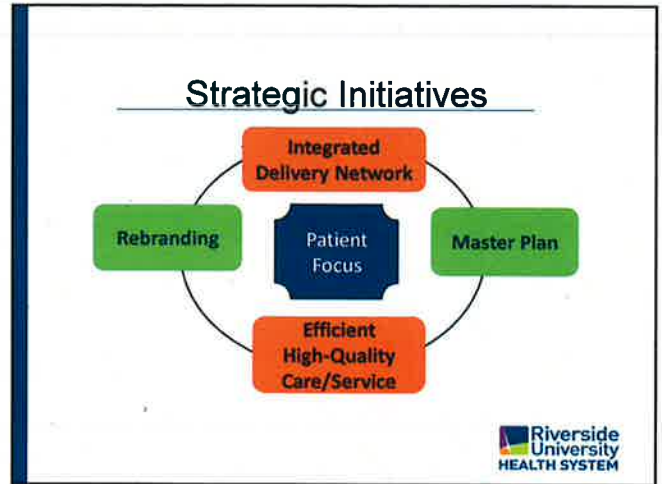 Strategic Initiatives
Integrated
Delivery Network
Rebranding
Patient
Focus
Master Plan
Efficient
High-Quality
Care/Service
Riverside
University
HEALTH SYSTEM